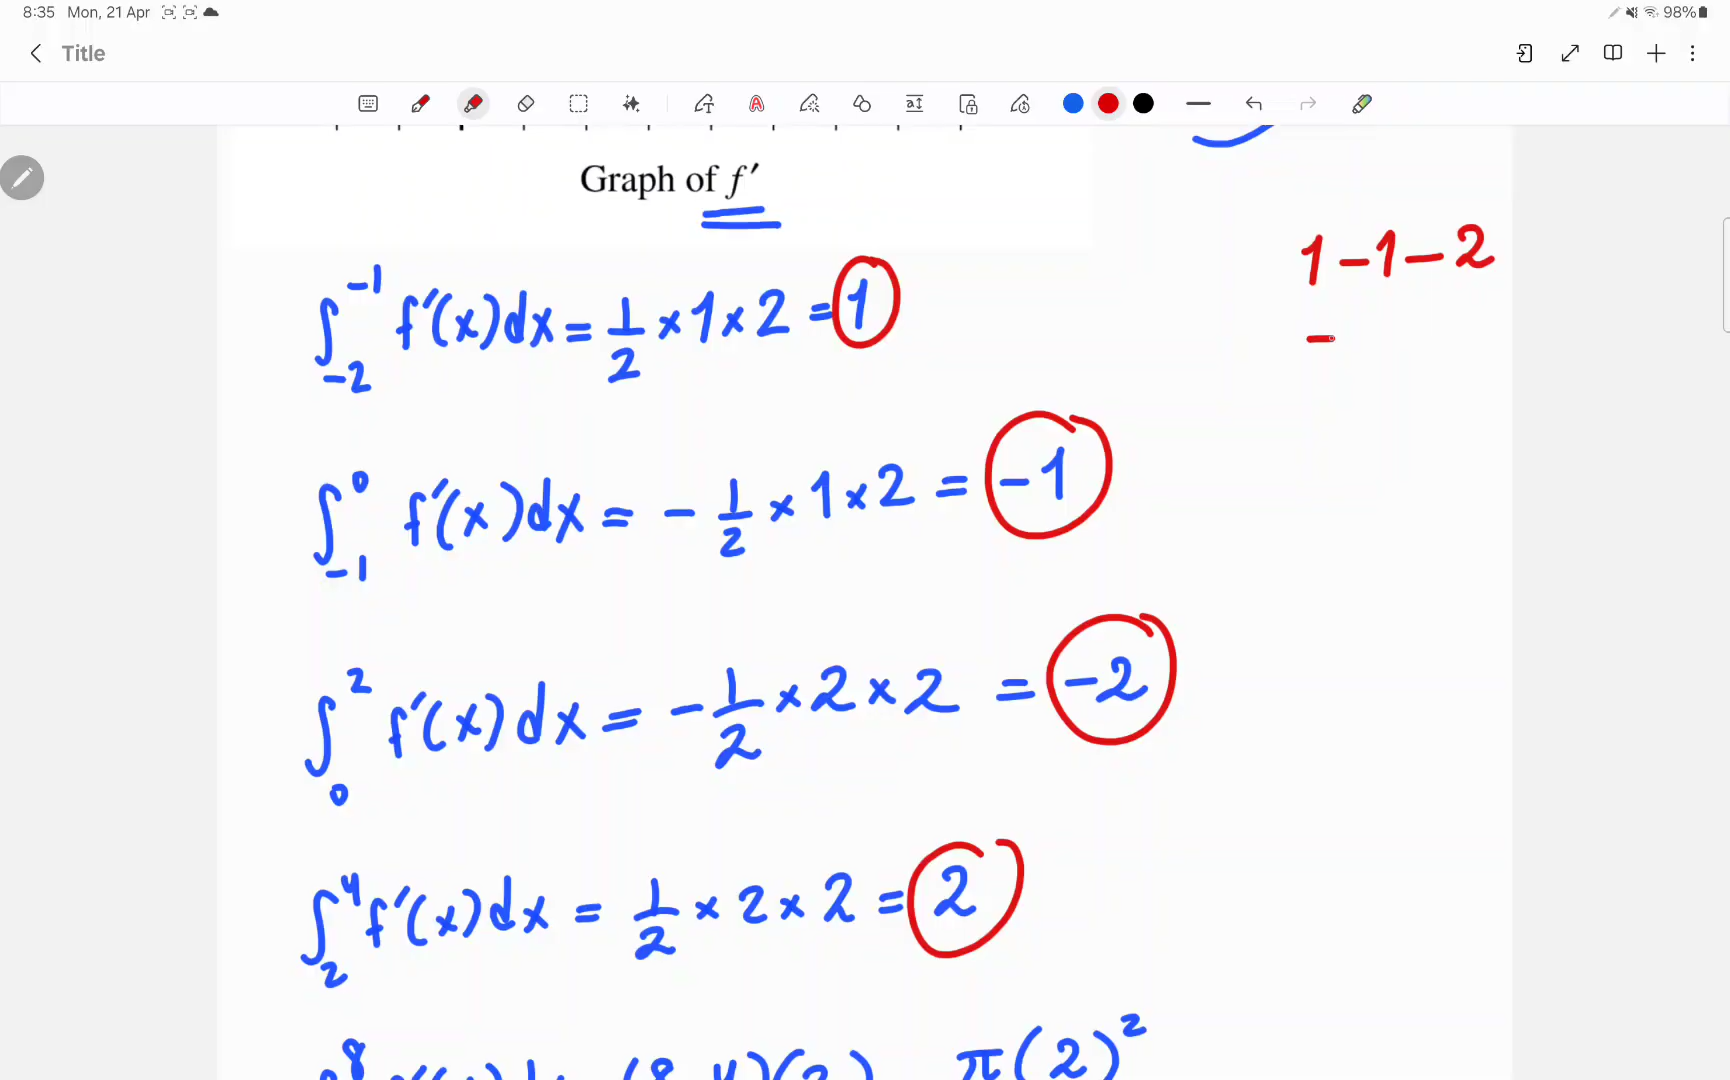 8:35 Mon, 21 Apr 98%
Title
Graph of f′
1 − 1 − 2
−
∫_{-2}^{-1} f′(x)dx = 1/2 × 1 × 2 = 1
∫_{-1}^{0} f′(x)dx = − 1/2 × 1 × 2 = −1
∫_{0}^{2} f′(x)dx = − 1/2 × 2 × 2 = −2
∫_{2}^{4} f′(x)dx = 1/2 × 2 × 2 = 2
8 π(2)²